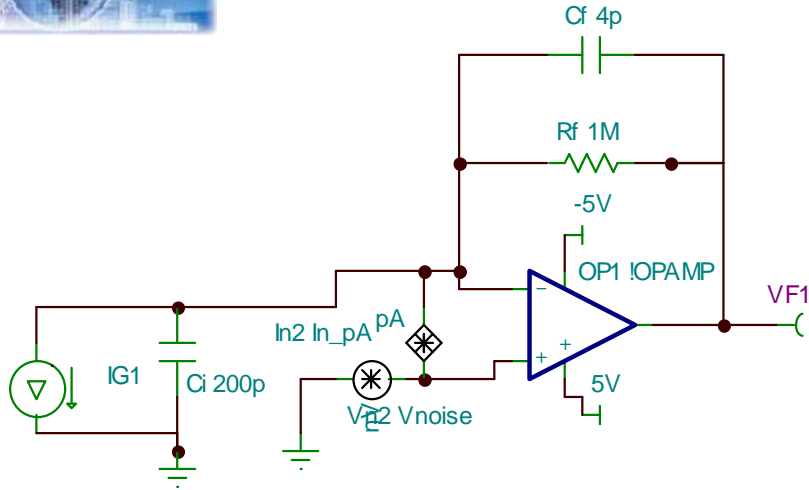 Cf 4p
Rf 1M
-5V
OP1 !OPAMP
VF1
In2 In_pA
pA
IG1
Ci 200p
5V
Vn2 Vnoise